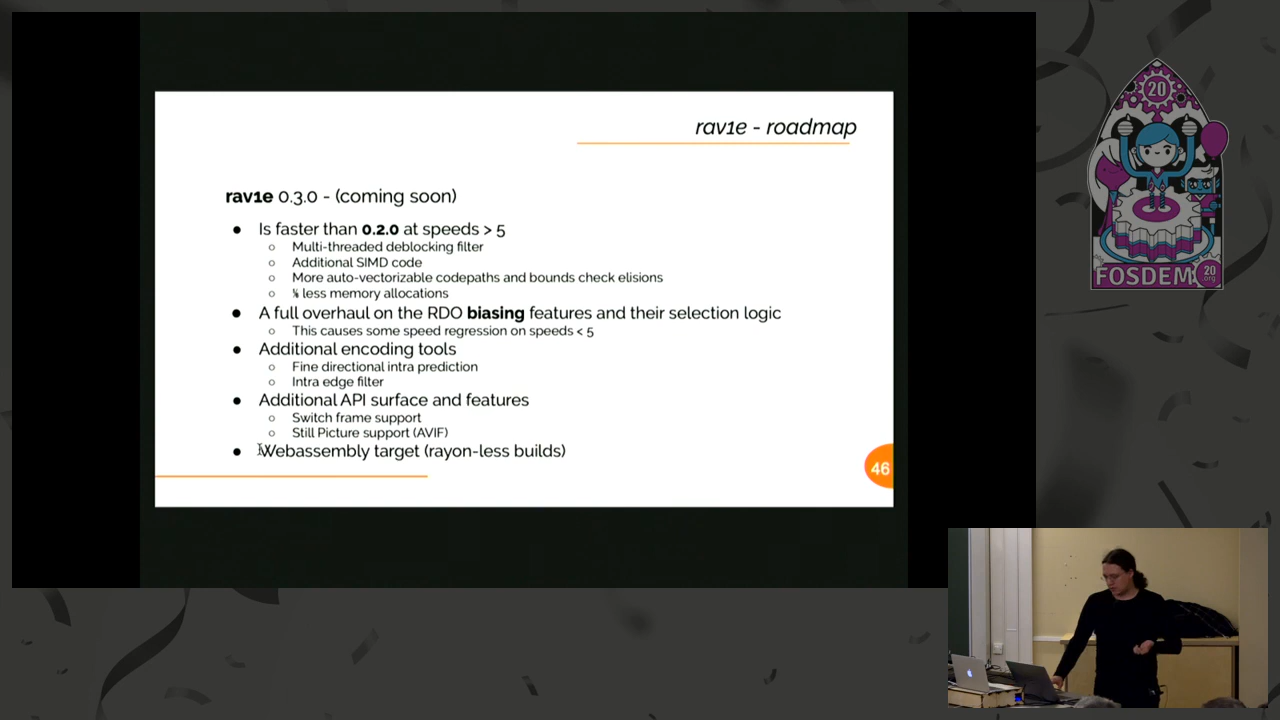 rav1e - roadmap
rav1e 0.3.0 - (coming soon)
● Is faster than 0.2.0 at speeds > 5
○ Multi-threaded deblocking filter
○ Additional SIMD code
○ More auto-vectorizable codepaths and bounds check elisions
○ less memory allocations
● A full overhaul on the RDO biasing features and their selection logic
○ This causes some speed regression on speeds < 5
● Additional encoding tools
○ Fine directional intra prediction
○ Intra edge filter
● Additional API surface and features
○ Switch frame support
○ Still Picture support (AVIF)
● Webassembly target (rayon-less builds)
46
20
FOSDEM
20
.org